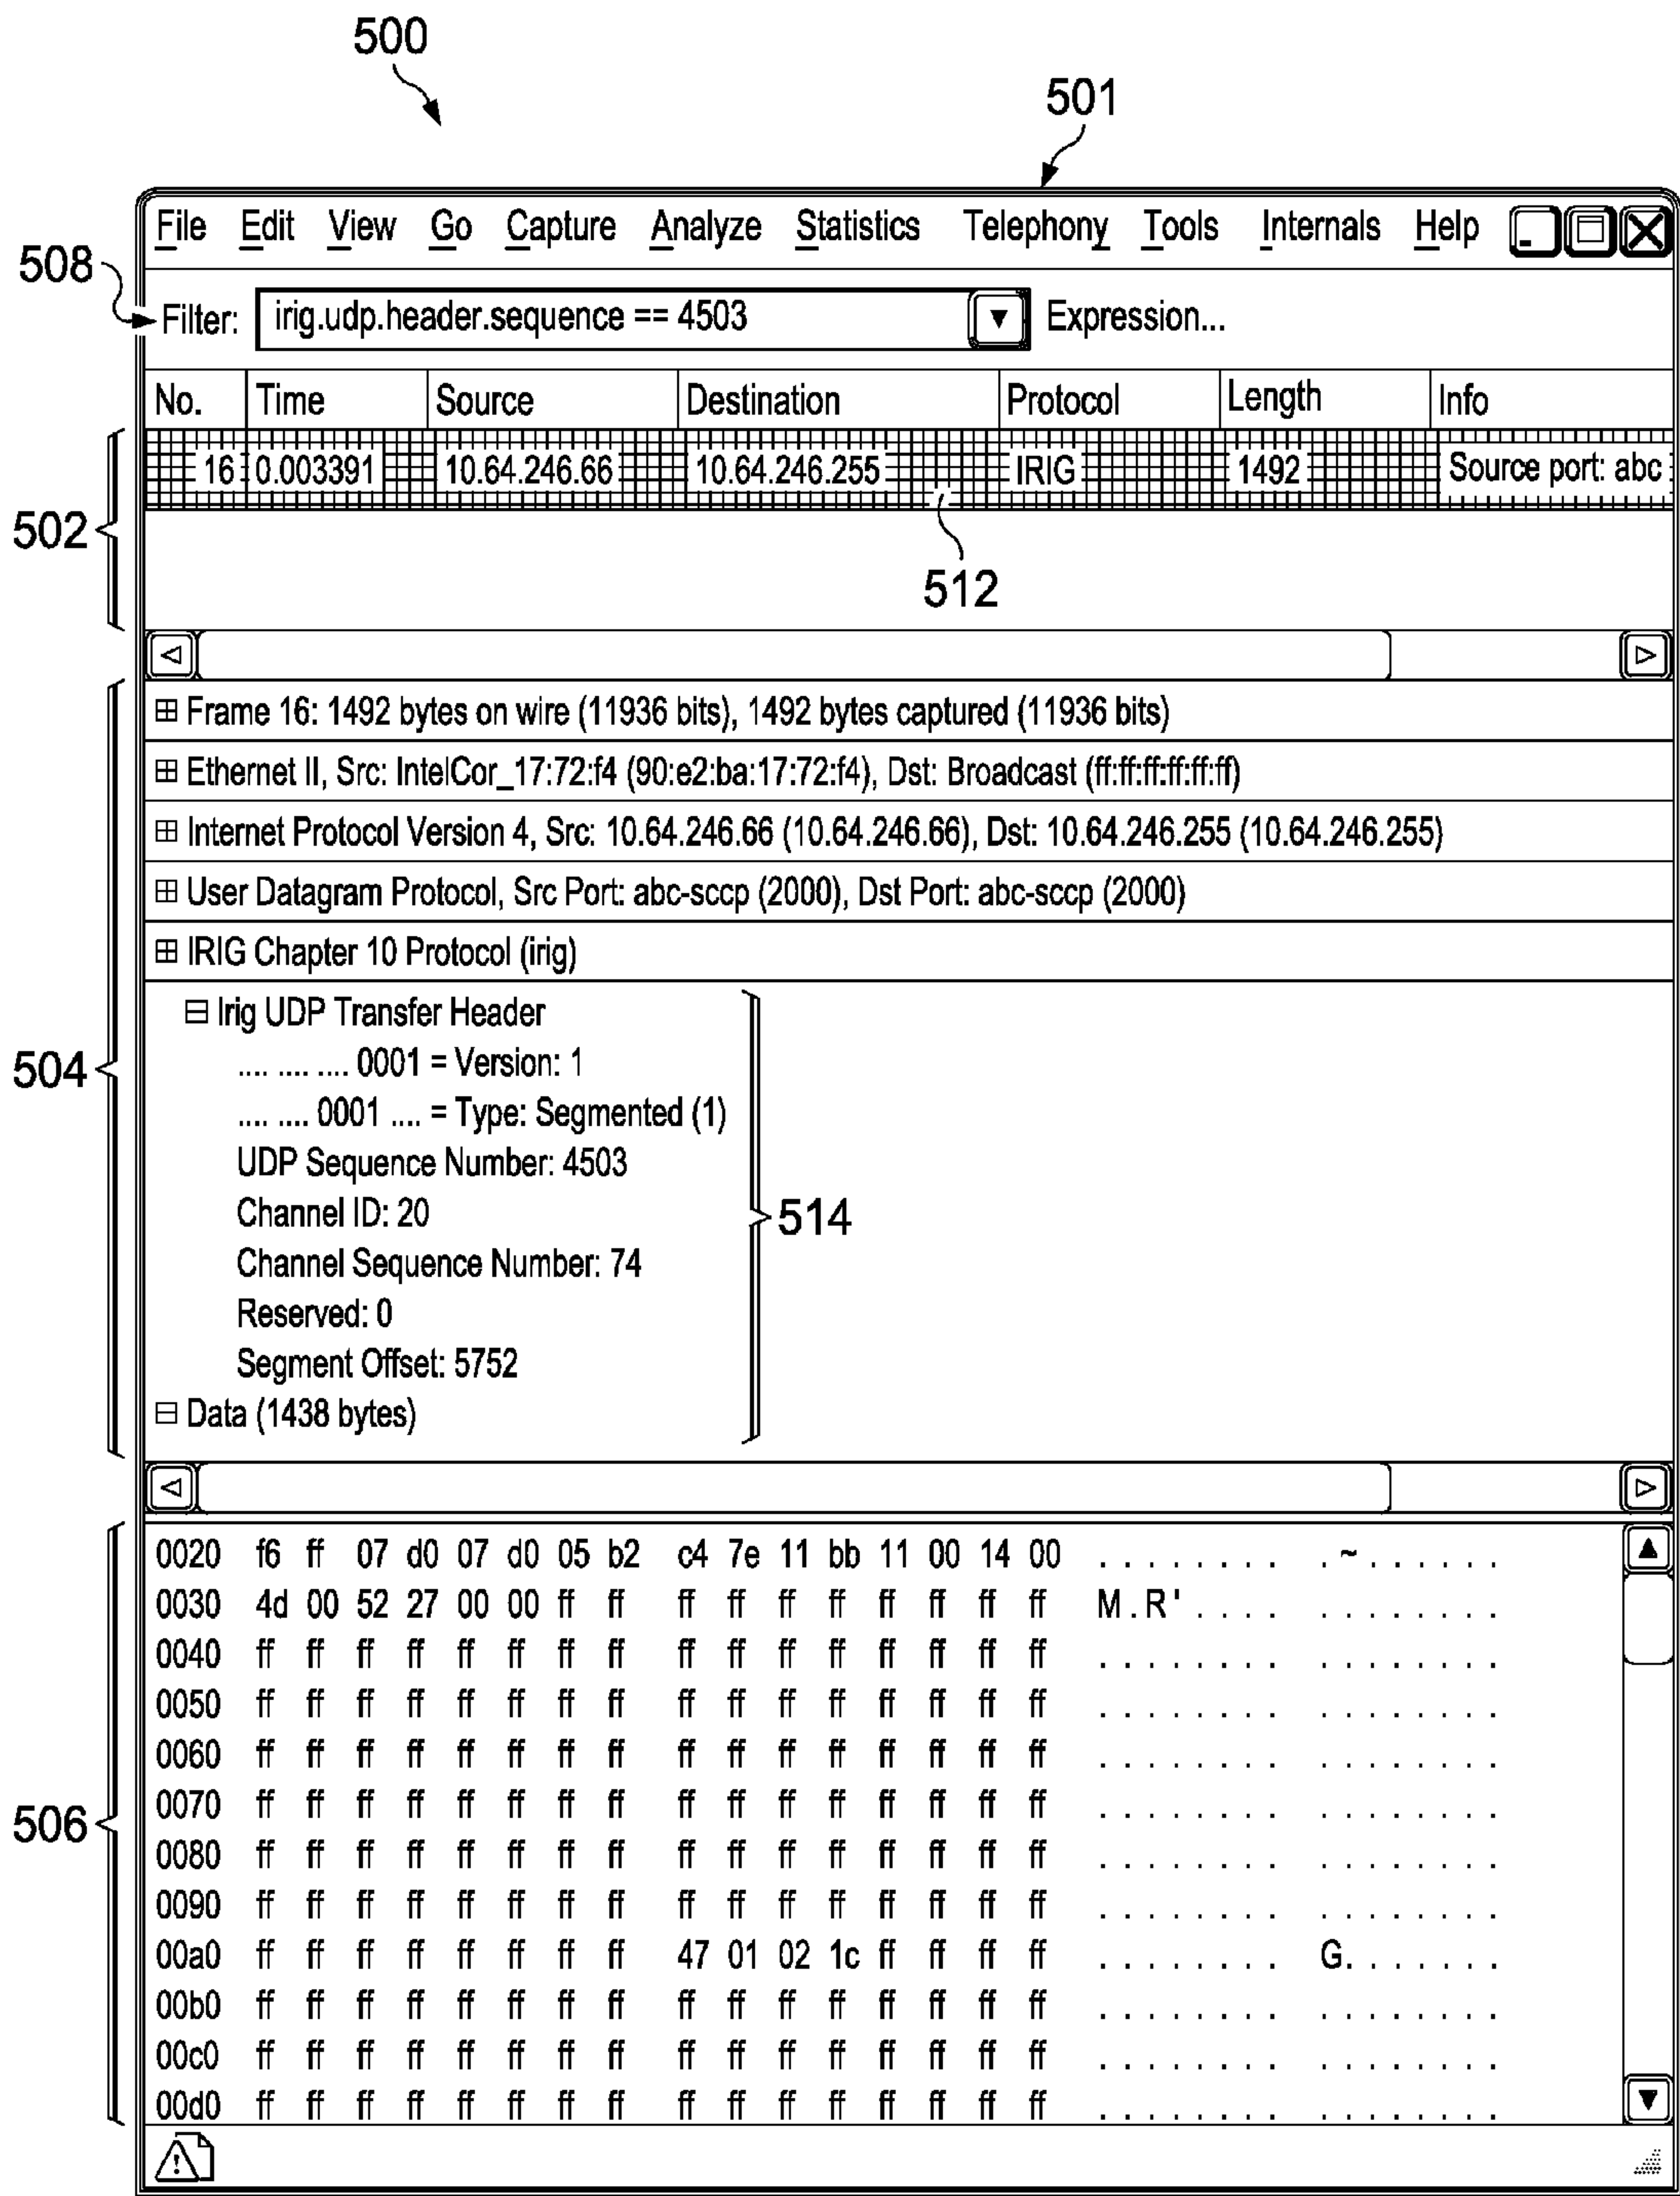 500
501
File Edit View Go Capture Analyze Statistics Telephony Tools Internals Help
508
Filter: irig.udp.header.sequence == 4503 Expression...
No. Time Source Destination Protocol Length Info
16 0.003391 10.64.246.66 10.64.246.255 IRIG 1492 Source port: abc
502
512
Frame 16: 1492 bytes on wire (11936 bits), 1492 bytes captured (11936 bits)
Ethernet II, Src: IntelCor_17:72:f4 (90:e2:ba:17:72:f4), Dst: Broadcast (ff:ff:ff:ff:ff:ff)
Internet Protocol Version 4, Src: 10.64.246.66 (10.64.246.66), Dst: 10.64.246.255 (10.64.246.255)
User Datagram Protocol, Src Port: abc-sccp (2000), Dst Port: abc-sccp (2000)
IRIG Chapter 10 Protocol (irig)
Irig UDP Transfer Header
.... .... .... 0001 = Version: 1
504
.... .... 0001 .... = Type: Segmented (1)
UDP Sequence Number: 4503
Channel ID: 20
514
Channel Sequence Number: 74
Reserved: 0
Segment Offset: 5752
Data (1438 bytes)
0020 f6 ff 07 d0 07 d0 05 b2 c4 7e 11 bb 11 00 14 00 . . . . . . . . . ~ . . . . . .
0030 4d 00 52 27 00 00 ff ff ff ff ff ff ff ff ff ff M . R ' . . . . . . . . . . . .
0040 ff ff ff ff ff ff ff ff ff ff ff ff ff ff ff ff . . . . . . . . . . . . . . . .
0050 ff ff ff ff ff ff ff ff ff ff ff ff ff ff ff ff . . . . . . . . . . . . . . . .
0060 ff ff ff ff ff ff ff ff ff ff ff ff ff ff ff ff . . . . . . . . . . . . . . . .
0070 ff ff ff ff ff ff ff ff ff ff ff ff ff ff ff ff . . . . . . . . . . . . . . . .
506
0080 ff ff ff ff ff ff ff ff ff ff ff ff ff ff ff ff . . . . . . . . . . . . . . . .
0090 ff ff ff ff ff ff ff ff ff ff ff ff ff ff ff ff . . . . . . . . . . . . . . . .
00a0 ff ff ff ff ff ff ff ff 47 01 02 1c ff ff ff ff . . . . . . . . G. . . . . . .
00b0 ff ff ff ff ff ff ff ff ff ff ff ff ff ff ff ff . . . . . . . . . . . . . . . .
00c0 ff ff ff ff ff ff ff ff ff ff ff ff ff ff ff ff . . . . . . . . . . . . . . . .
00d0 ff ff ff ff ff ff ff ff ff ff ff ff ff ff ff ff . . . . . . . . . . . . . . . .